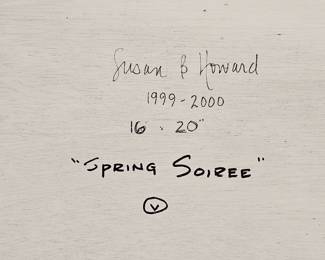 Susan B Howard
1999-2000
16 . 20"
"Spring Soiree"
V